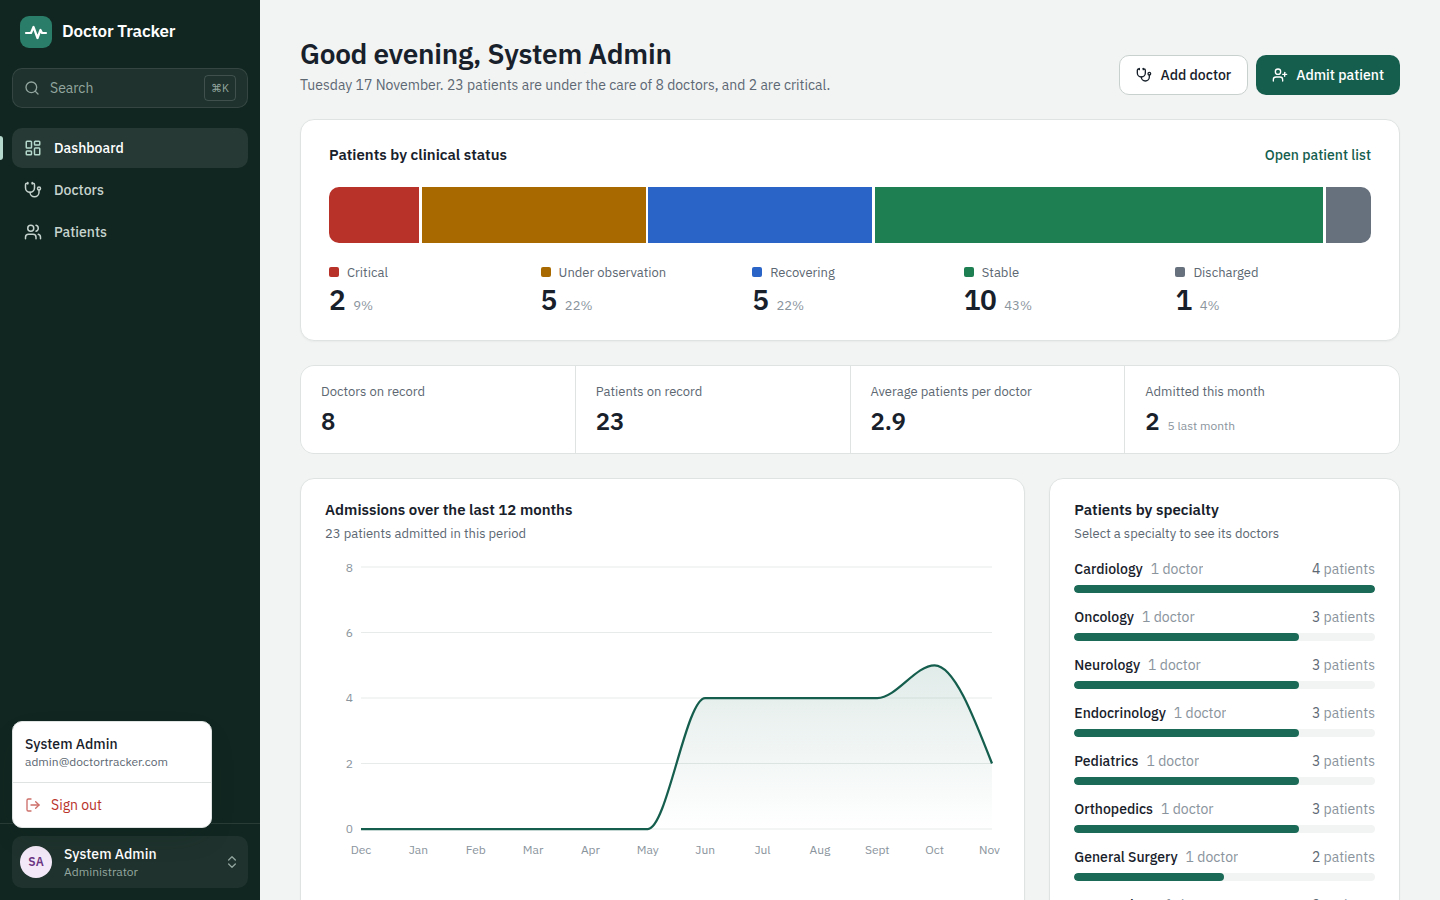 Doctor Tracker
Search
⌘K
Dashboard
Doctors
Patients
System Admin
admin@doctortracker.com
Sign out
SA
System Admin
Administrator
Good evening, System Admin
Tuesday 17 November. 23 patients are under the care of 8 doctors, and 2 are critical.
Add doctor
Admit patient
Patients by clinical status
Open patient list
Critical
2 9%
Under observation
5 22%
Recovering
5 22%
Stable
10 43%
Discharged
1 4%
Doctors on record
8
Patients on record
23
Average patients per doctor
2.9
Admitted this month
2 5 last month
Admissions over the last 12 months
23 patients admitted in this period
8
6
4
2
0
Dec Jan Feb Mar Apr May Jun Jul Aug Sept Oct Nov
Patients by specialty
Select a specialty to see its doctors
Cardiology 1 doctor 4 patients
Oncology 1 doctor 3 patients
Neurology 1 doctor 3 patients
Endocrinology 1 doctor 3 patients
Pediatrics 1 doctor 3 patients
Orthopedics 1 doctor 3 patients
General Surgery 1 doctor 2 patients